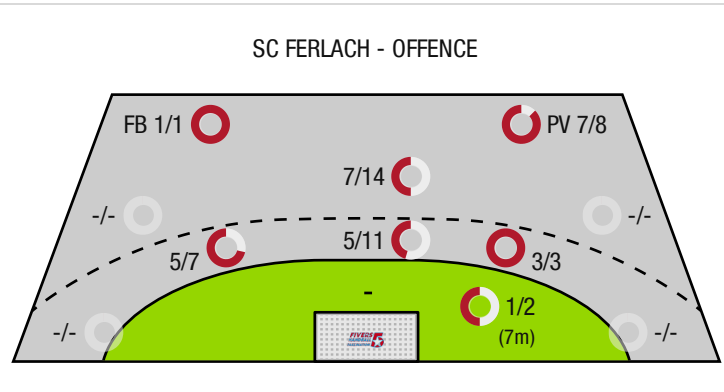 SC FERLACH - OFFENCE
FB 1/1
PV 7/8
7/14
-/-
-/-
5/7
5/11
3/3
-
1/2
(7m)
-/-
-/-
FIVERS